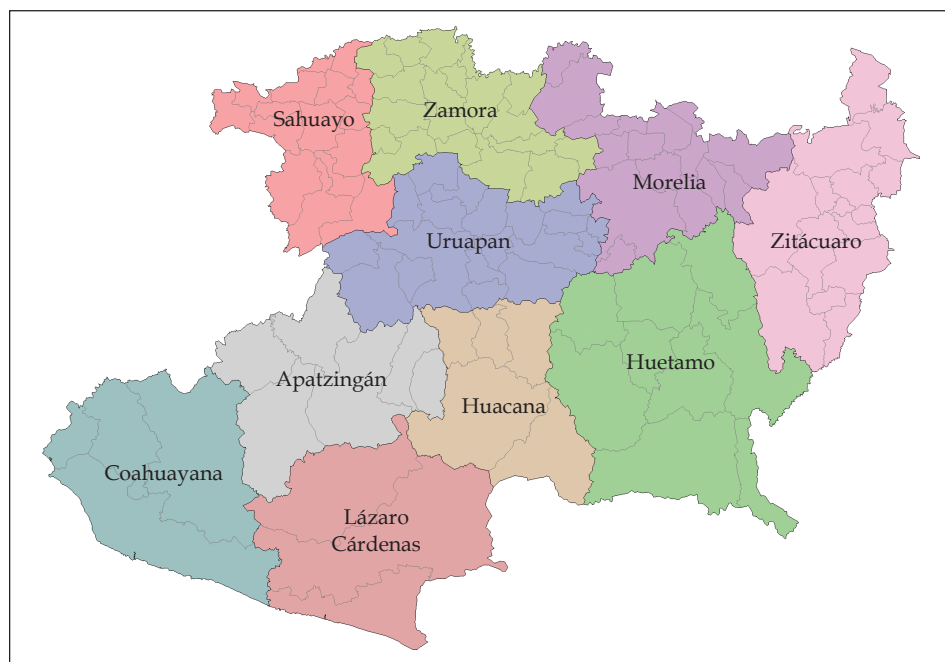 Sahuayo
Zamora
Morelia
Zitácuaro
Uruapan
Apatzingán
Huetamo
Huacana
Coahuayana
Lázaro
Cárdenas